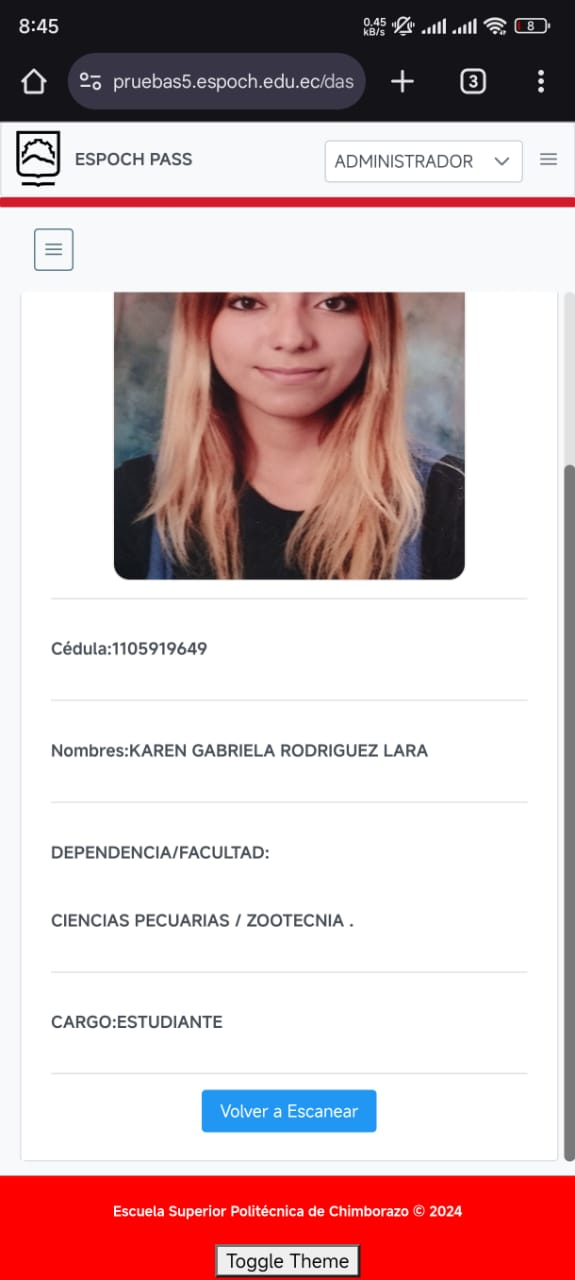 8:45
0.45
kB/s
8
pruebas5.espoch.edu.ec/das
3
ESPOCH PASS
ADMINISTRADOR
Cédula:1105919649
Nombres:KAREN GABRIELA RODRIGUEZ LARA
DEPENDENCIA/FACULTAD:
CIENCIAS PECUARIAS / ZOOTECNIA .
CARGO:ESTUDIANTE
Volver a Escanear
Escuela Superior Politécnica de Chimborazo © 2024
Toggle Theme